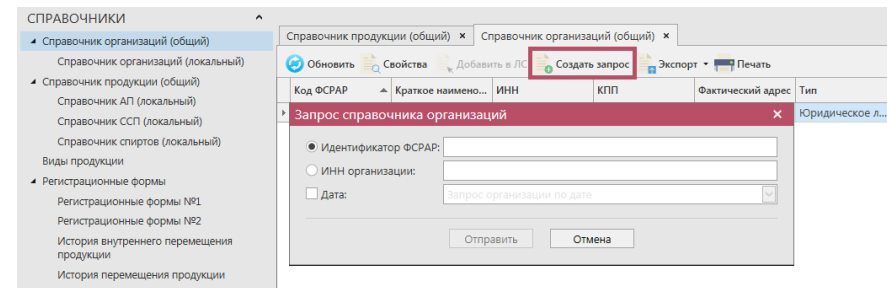 СПРАВОЧНИКИ
Справочник организаций (общий)
Справочник организаций (локальный)
Справочник продукции (общий)
Справочник АП (локальный)
Справочник ССП (локальный)
Справочник спиртов (локальный)
Виды продукции
Регистрационные формы
Регистрационные формы №1
Регистрационные формы №2
История внутреннего перемещения
продукции
История перемещения продукции
Справочник продукции (общий) × Справочник организаций (общий) ×
Обновить Свойства Добавить в ЛС Создать запрос Экспорт Печать
Код ФСРАР Краткое наимено... ИНН КПП Фактический адрес Тип
Юридическое л...
Запрос справочника организаций ×
Идентификатор ФСРАР:
ИНН организации:
Дата: Запрос организации по дате
Отправить Отмена